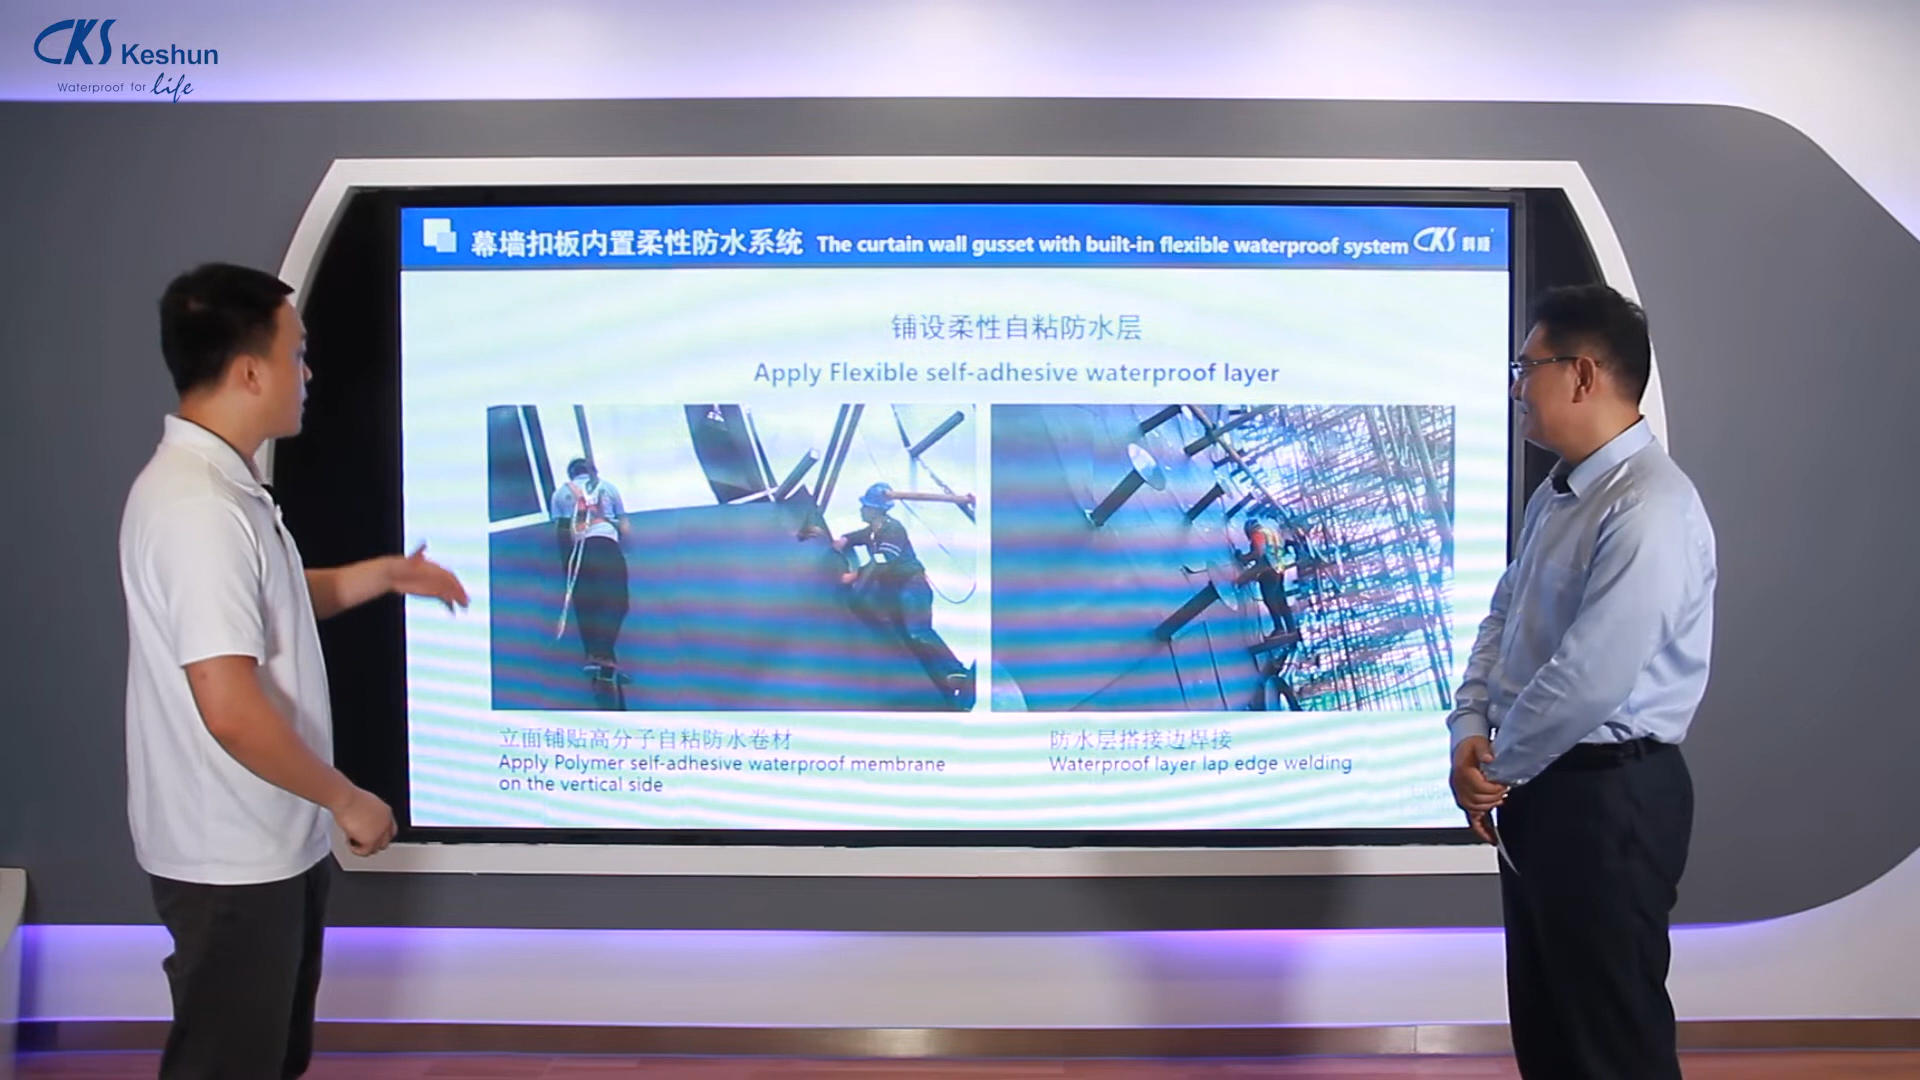 CKS Keshun
Waterproof for life
幕墙扣板内置柔性防水系统 The curtain wall gusset with built-in flexible waterproof system CKS 科顺
铺设柔性自粘防水层
Apply Flexible self-adhesive waterproof layer
立面铺贴高分子自粘防水卷材
Apply Polymer self-adhesive waterproof membrane
on the vertical side
防水层搭接边焊接
Waterproof layer lap edge welding